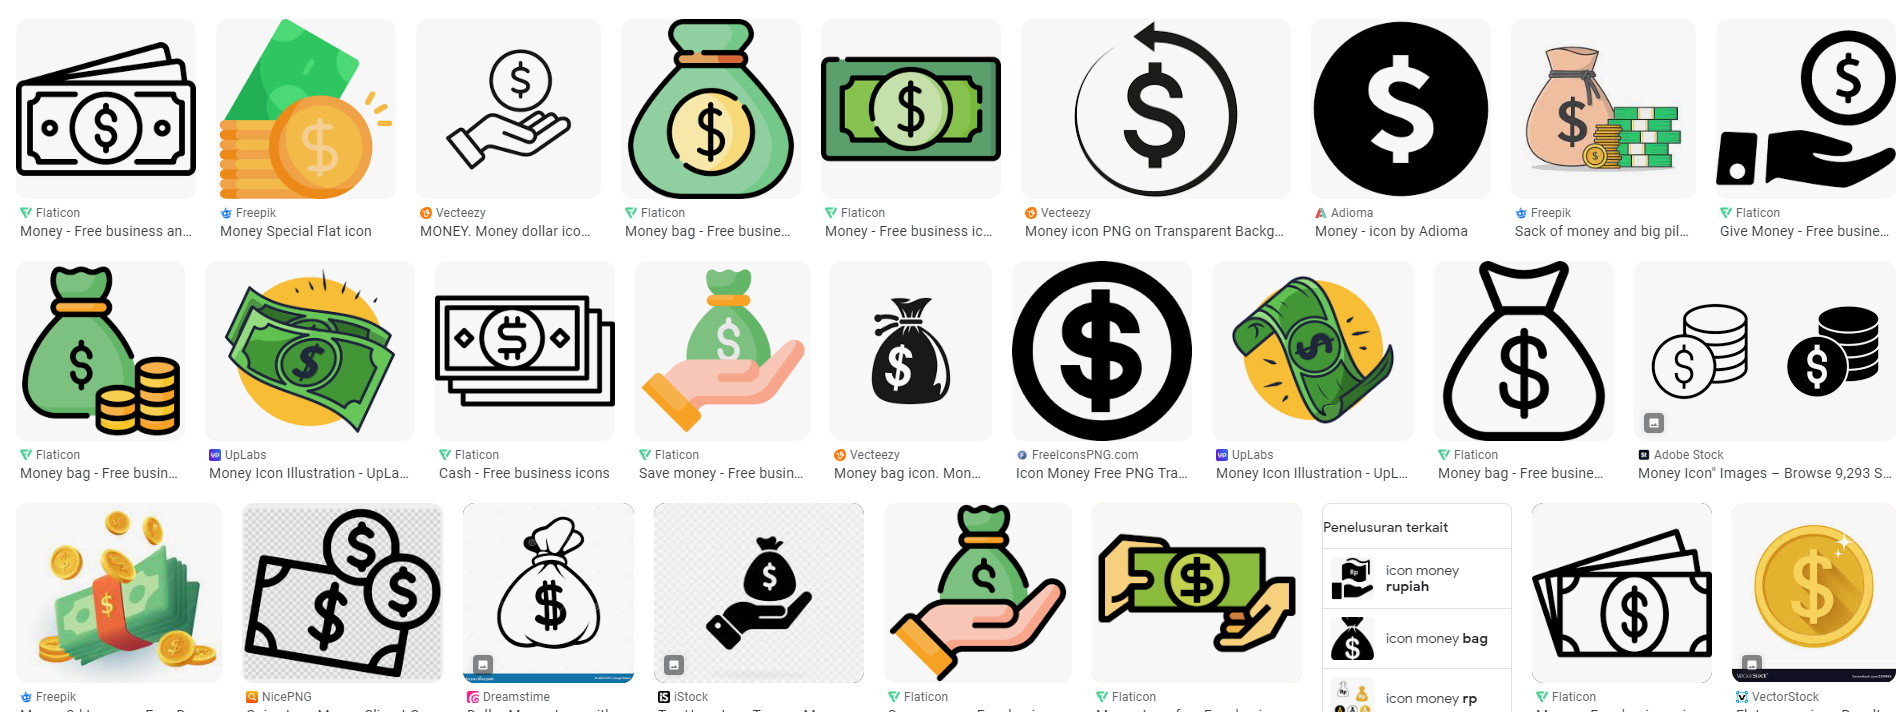 Flaticon
Money - Free business an...
Freepik
Money Special Flat icon
Vecteezy
MONEY. Money dollar ico...
Flaticon
Money bag - Free busine...
Flaticon
Money - Free business ic...
Vecteezy
Money icon PNG on Transparent Backg...
Adioma
Money - icon by Adioma
Freepik
Sack of money and big pil...
Flaticon
Give Money - Free busine...
Flaticon
Money bag - Free busin...
UpLabs
Money Icon Illustration - UpLa...
Flaticon
Cash - Free business icons
Flaticon
Save money - Free busin...
Vecteezy
Money bag icon. Mon...
FreeIconsPNG.com
Icon Money Free PNG Tra...
UpLabs
Money Icon Illustration - UpL...
Flaticon
Money bag - Free busine...
Adobe Stock
Money Icon" Images – Browse 9,293 S...
Penelusuran terkait
icon money
rupiah
icon money bag
icon money rp
Freepik
NicePNG
Dreamstime
iStock
Flaticon
Flaticon
Flaticon
VectorStock